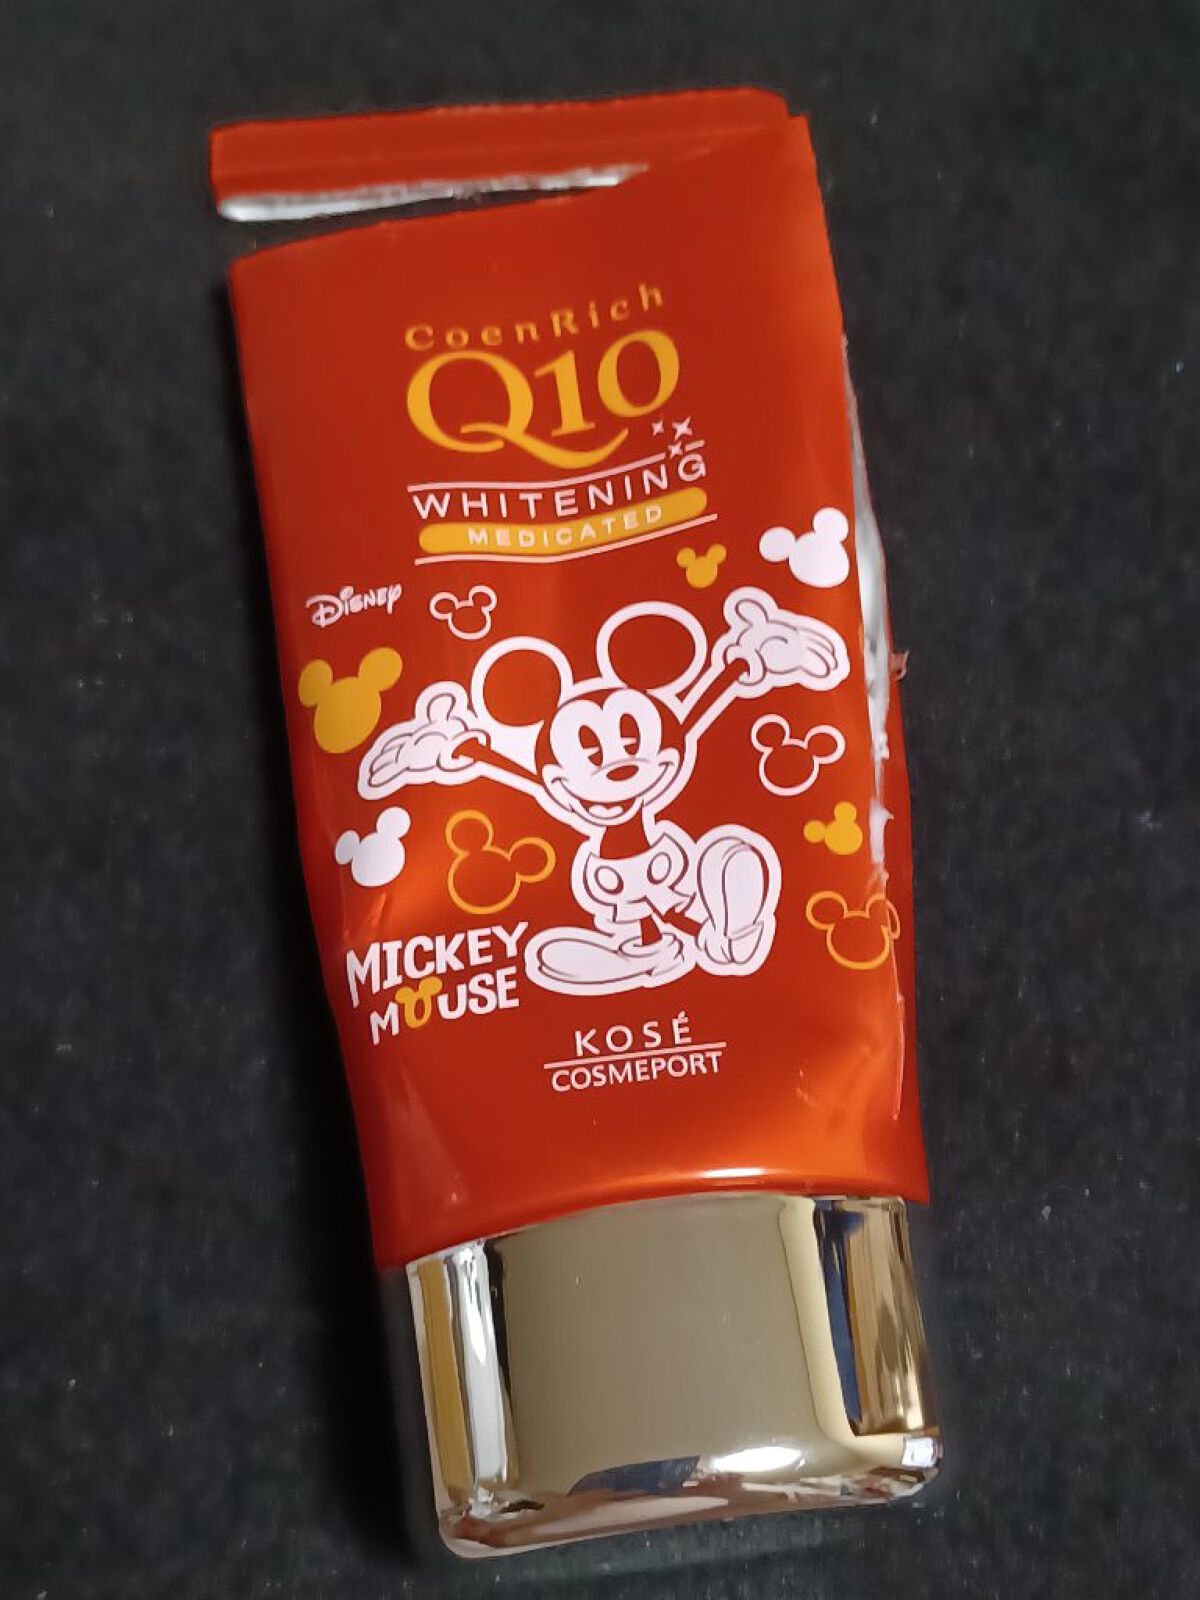 CoenRich
Q10
WHITENING
MEDICATED
Disney
MICKEY
MOUSE
KOSÉ
COSMEPORT